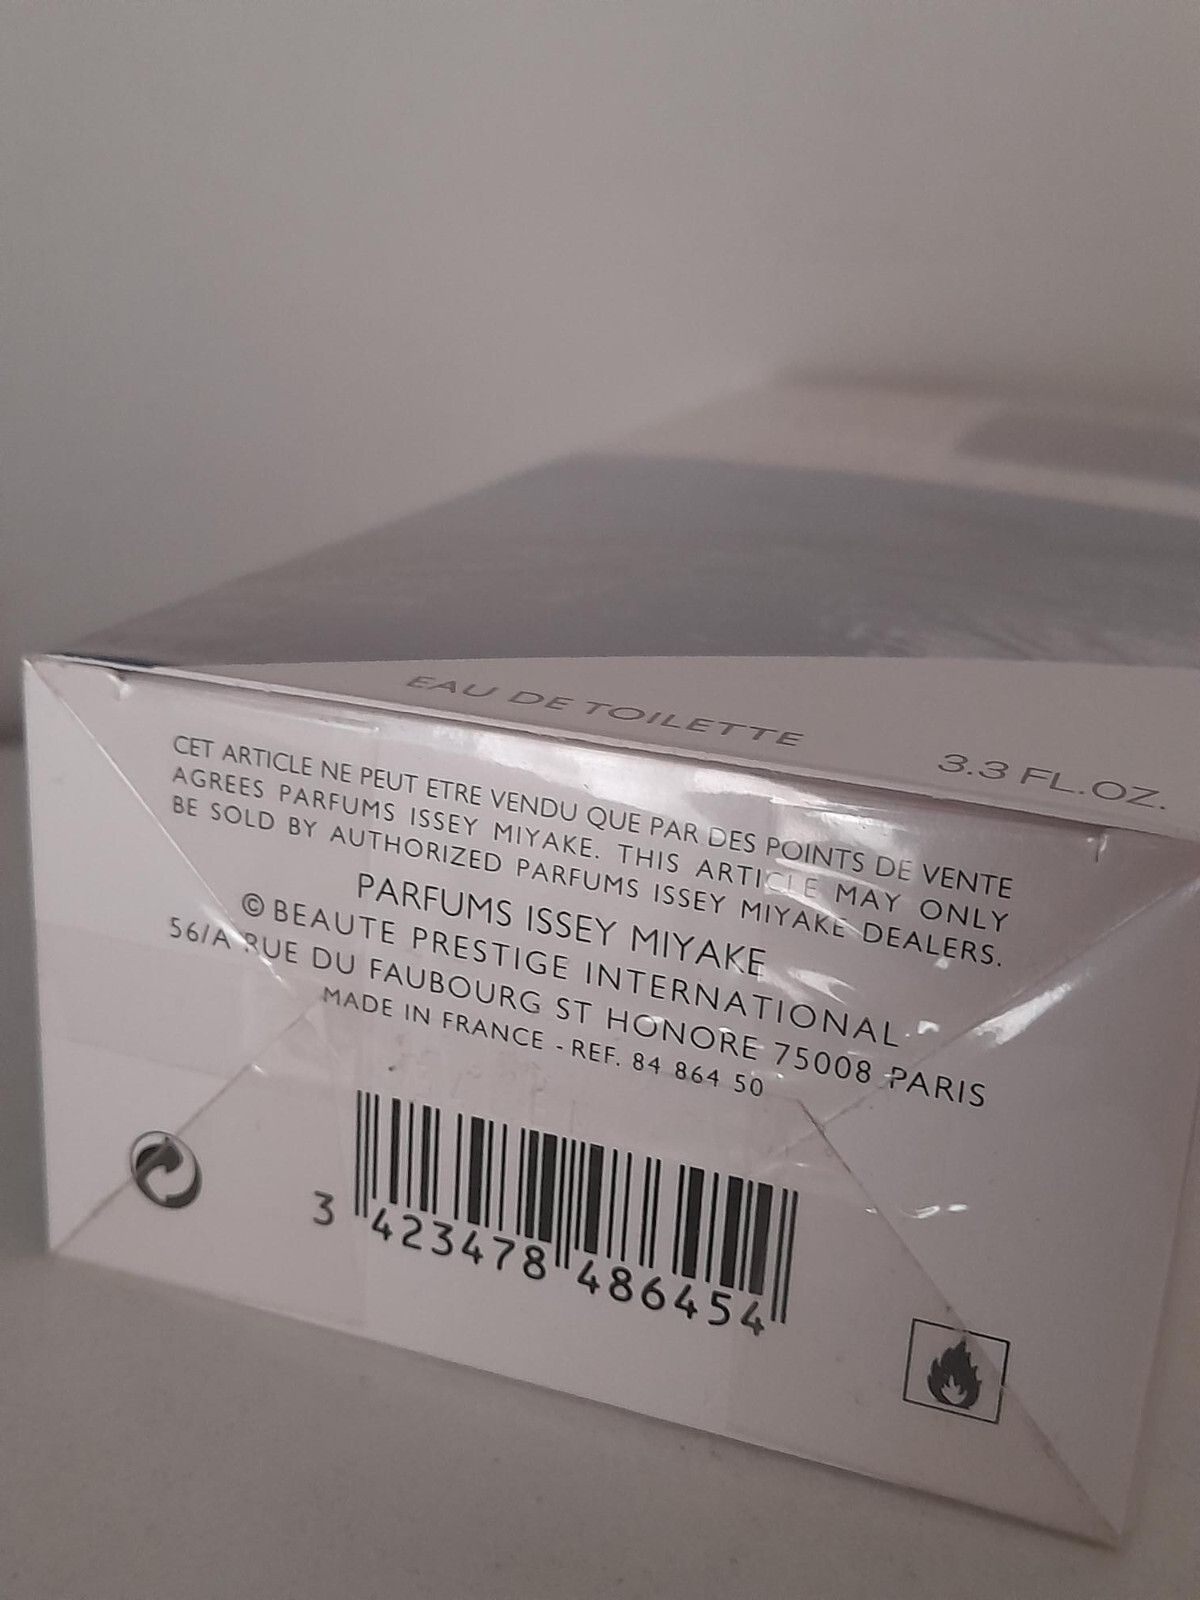 EAU DE TOILETTE
3.3 FL.OZ.
CET ARTICLE NE PEUT ETRE VENDU QUE PAR DES POINTS DE VENTE
AGREES PARFUMS ISSEY MIYAKE. THIS ARTICLE MAY ONLY
BE SOLD BY AUTHORIZED PARFUMS ISSEY MIYAKE DEALERS.
PARFUMS ISSEY MIYAKE
© BEAUTE PRESTIGE INTERNATIONAL
56/A RUE DU FAUBOURG ST HONORE 75008 PARIS
MADE IN FRANCE - REF. 84 864 50
3 423478 486454